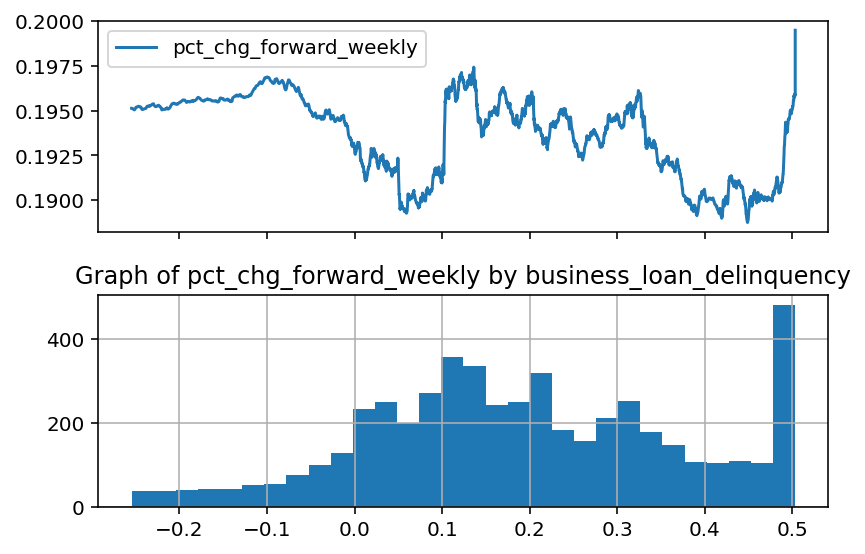 0.2000
pct_chg_forward_weekly
0.1975
0.1950
0.1925
0.1900
Graph of pct_chg_forward_weekly by business_loan_delinquency
400
200
0
−0.2 −0.1 0.0 0.1 0.2 0.3 0.4 0.5